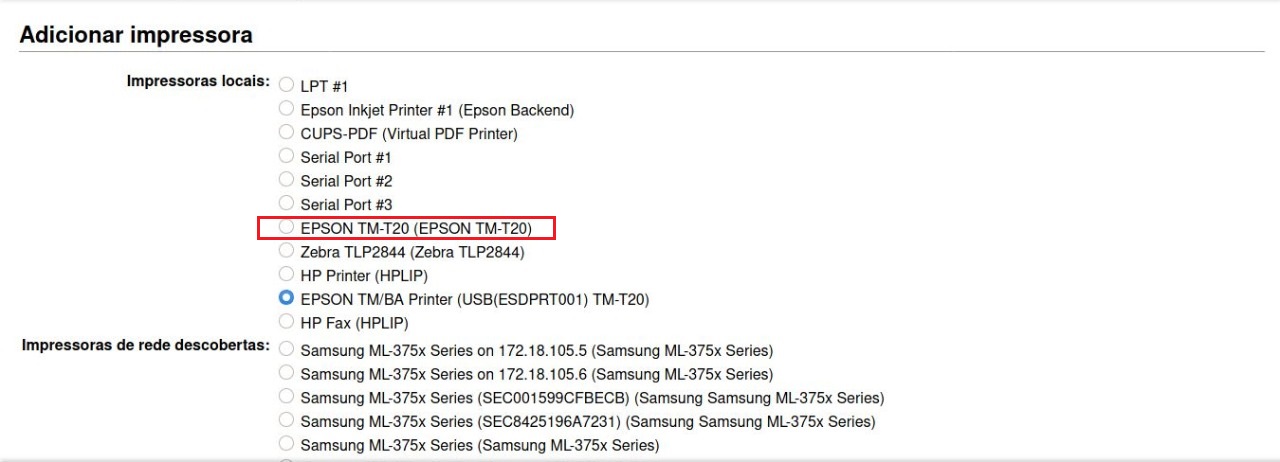 Adicionar impressora
Impressoras locais:
LPT #1
Epson Inkjet Printer #1 (Epson Backend)
CUPS-PDF (Virtual PDF Printer)
Serial Port #1
Serial Port #2
Serial Port #3
EPSON TM-T20 (EPSON TM-T20)
Zebra TLP2844 (Zebra TLP2844)
HP Printer (HPLIP)
EPSON TM/BA Printer (USB(ESDPRT001) TM-T20)
HP Fax (HPLIP)
Impressoras de rede descobertas:
Samsung ML-375x Series on 172.18.105.5 (Samsung ML-375x Series)
Samsung ML-375x Series on 172.18.105.6 (Samsung ML-375x Series)
Samsung ML-375x Series (SEC001599CFBECB) (Samsung Samsung ML-375x Series)
Samsung ML-375x Series (SEC8425196A7231) (Samsung Samsung ML-375x Series)
Samsung ML-375x Series (Samsung ML-375x Series)